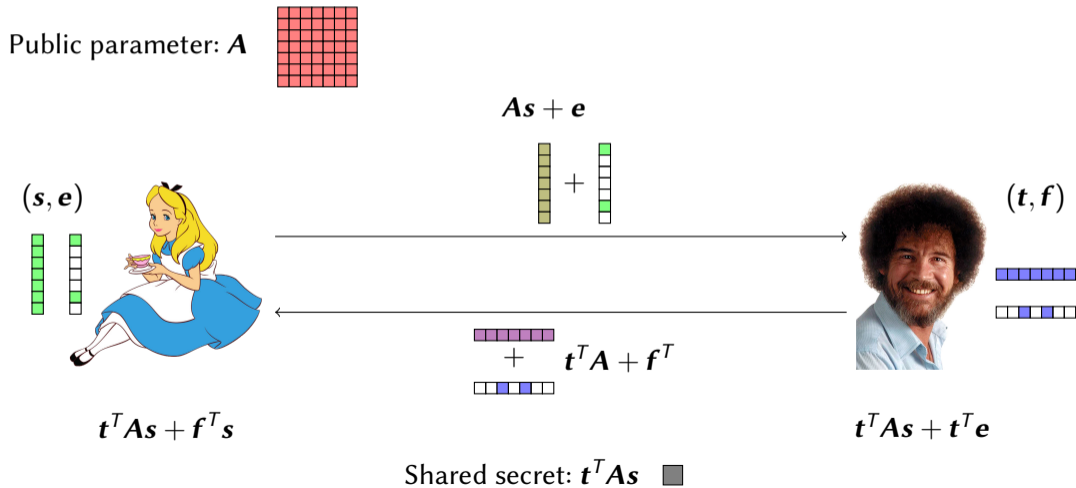 Public parameter: A
As + e
(s, e)
(t, f)
+
+
tᵀA + fᵀ
tᵀAs + fᵀs
tᵀAs + tᵀe
Shared secret: tᵀAs